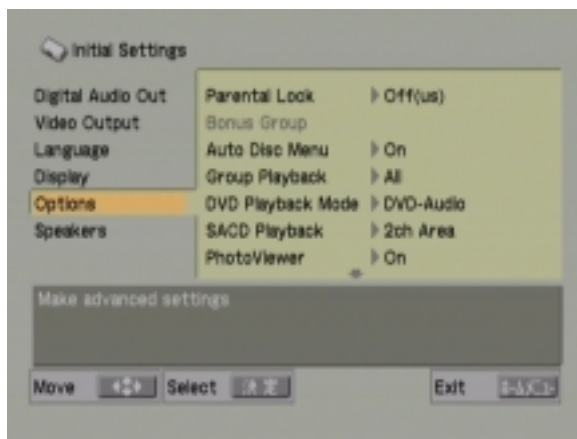 Initial Settings
Digital Audio Out
Video Output
Language
Display
Options
Speakers
Parental Lock Off(us)
Bonus Group
Auto Disc Menu On
Group Playback All
DVD Playback Mode DVD-Audio
SACD Playback 2ch Area
PhotoViewer On
Make advanced settings
Move Select 決定 Exit